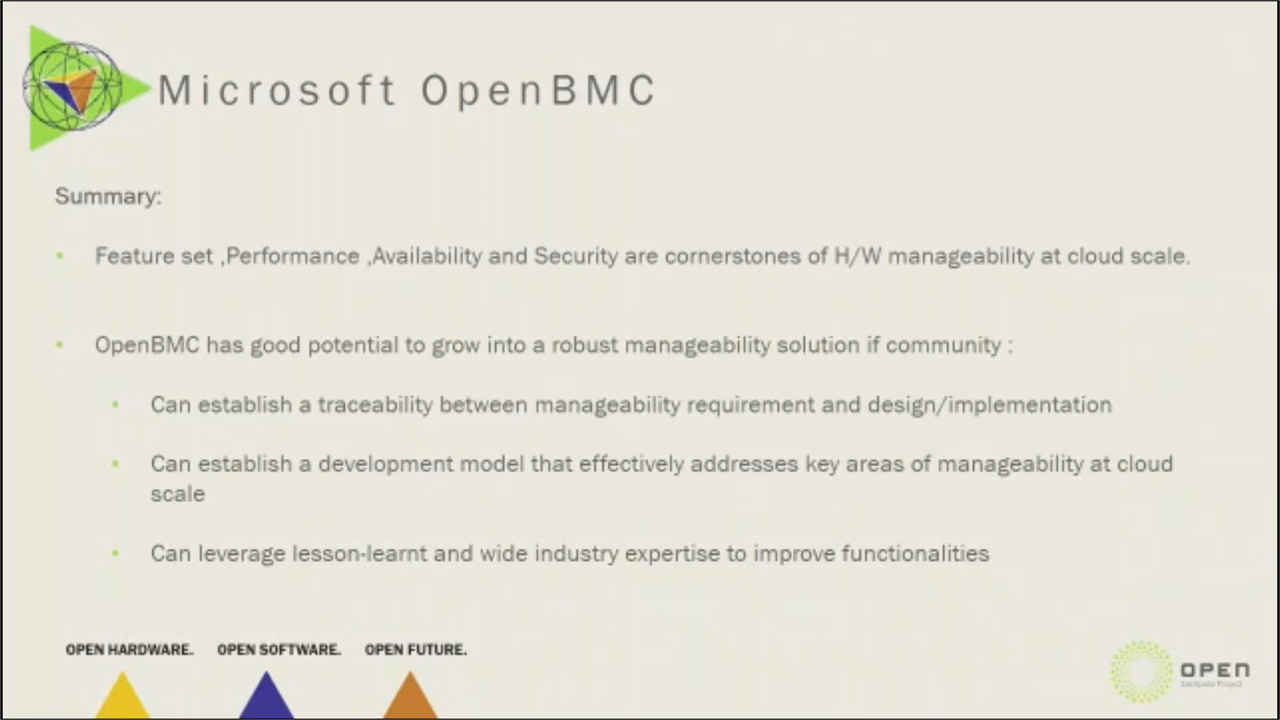 Microsoft OpenBMC
Summary:
• Feature set ,Performance ,Availability and Security are cornerstones of H/W manageability at cloud scale.
• OpenBMC has good potential to grow into a robust manageability solution if community :
• Can establish a traceability between manageability requirement and design/implementation
• Can establish a development model that effectively addresses key areas of manageability at cloud
scale
• Can leverage lesson-learnt and wide industry expertise to improve functionalities
OPEN HARDWARE. OPEN SOFTWARE. OPEN FUTURE.
OPEN
Compute Project